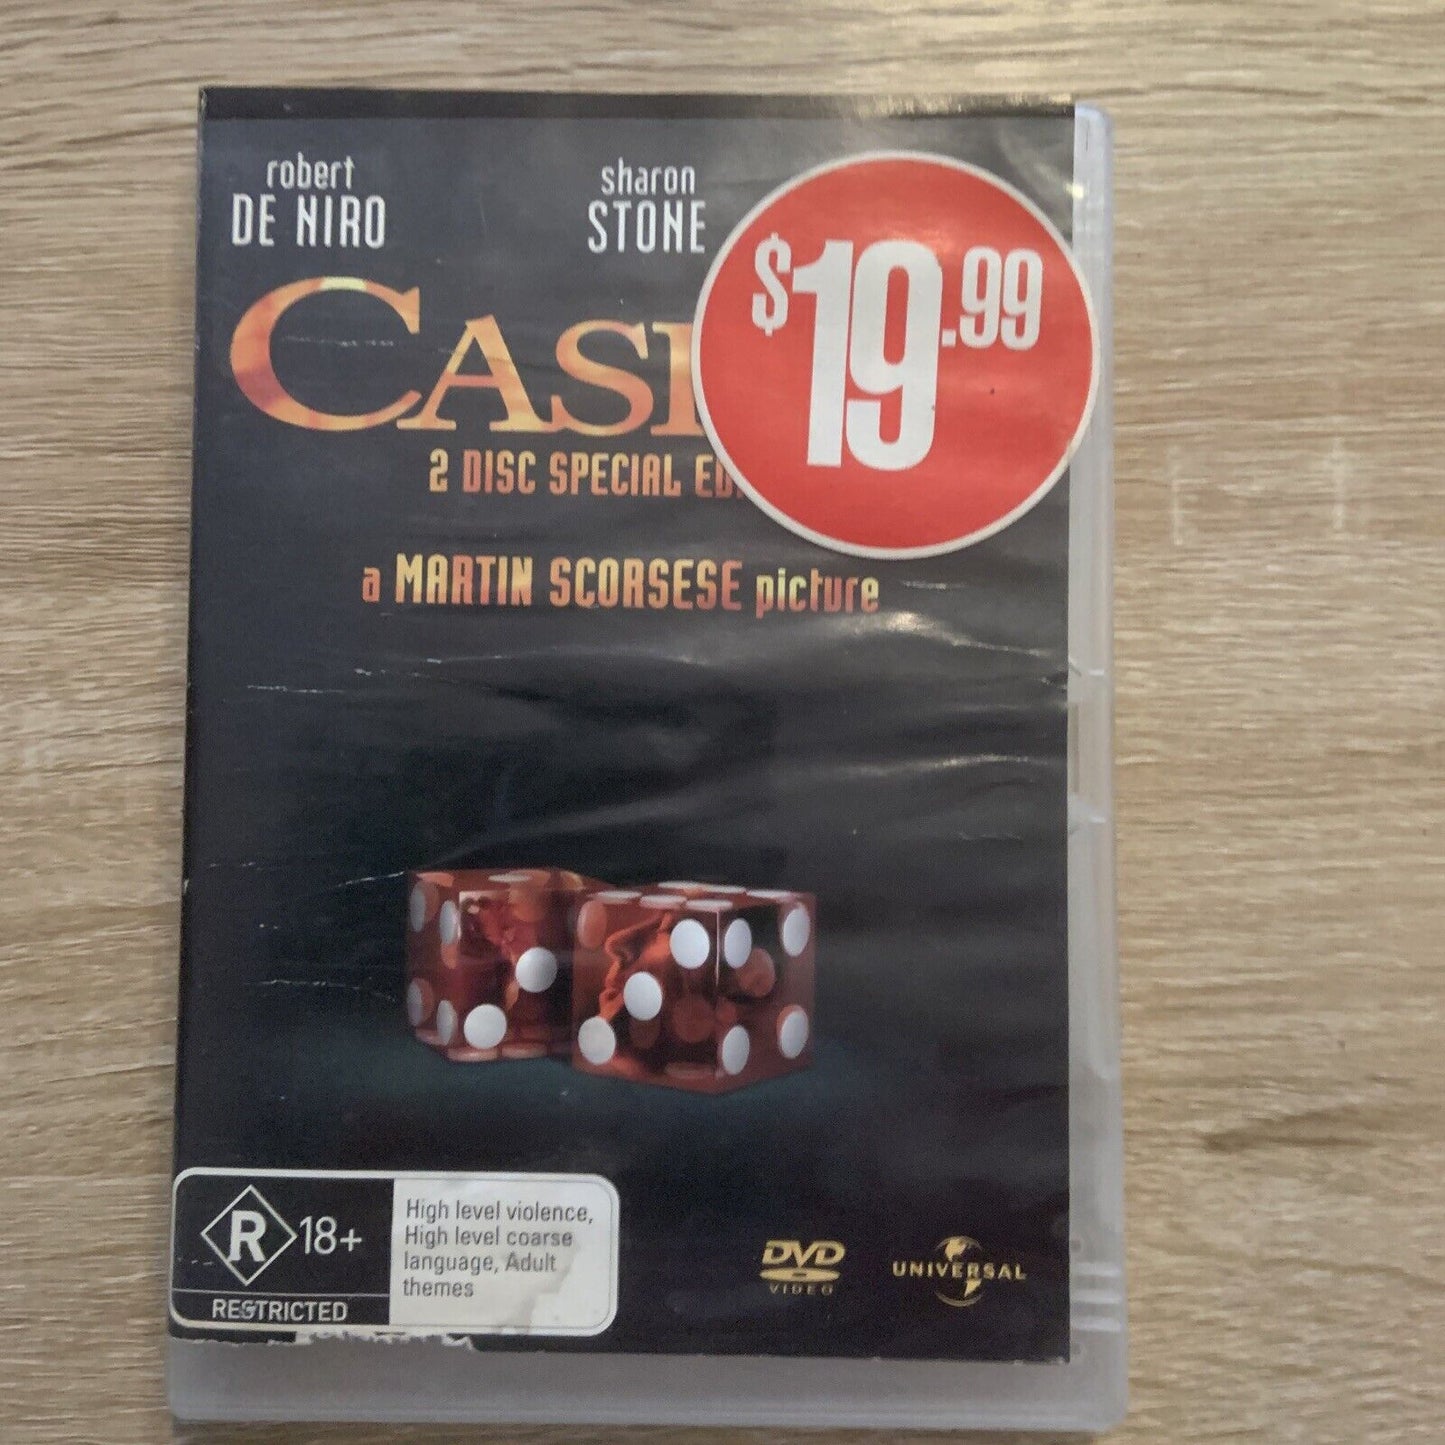 robert
DE NIRO
sharon
STONE
$19.99
CASI
2 DISC SPECIAL ED
a MARTIN SCORSESE picture
R 18+
RESTRICTED
High level violence,
High level coarse
language, Adult
themes
DVD
VIDEO
UNIVERSAL